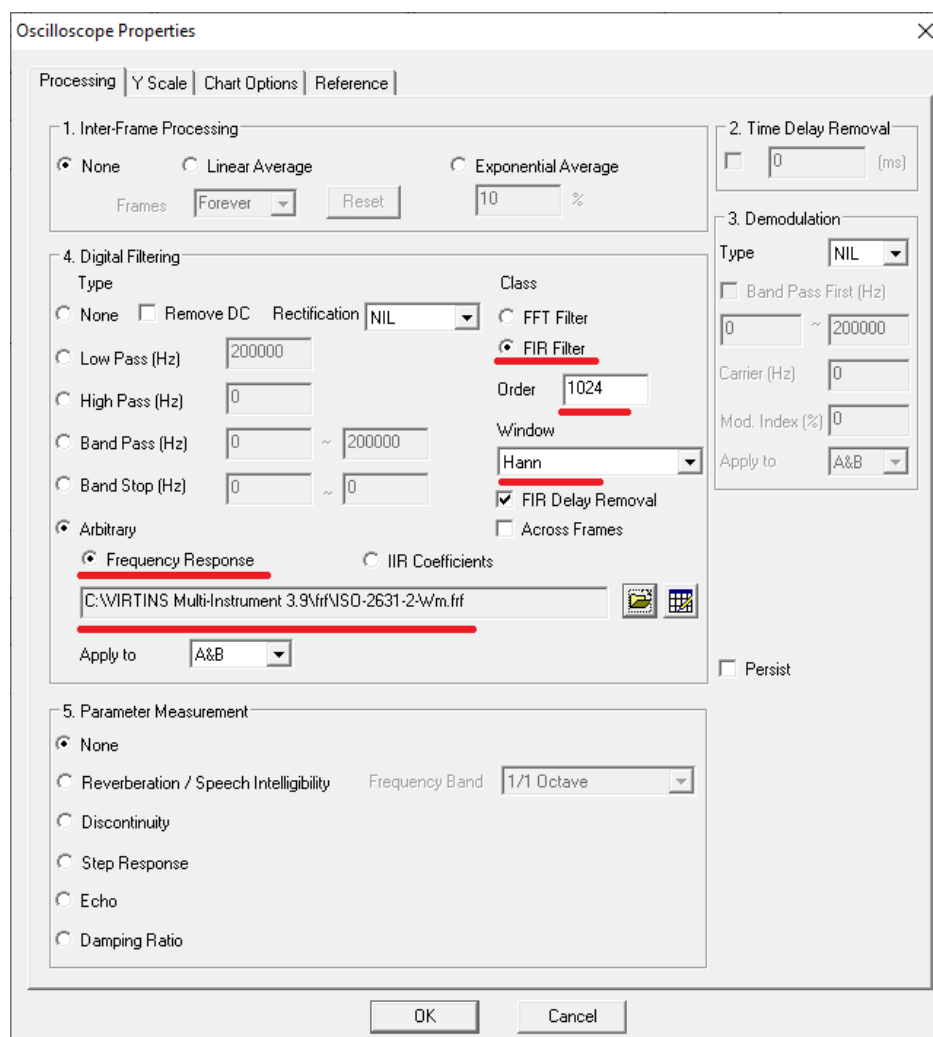 Oscilloscope Properties
Processing Y Scale Chart Options Reference
1. Inter-Frame Processing
None Linear Average Exponential Average
Frames Forever Reset 10 %
2. Time Delay Removal
0 (ms)
3. Demodulation
Type NIL
Band Pass First (Hz)
0 ~ 200000
Carrier (Hz) 0
Mod. Index (%) 0
Apply to A&B
4. Digital Filtering
Type Class
None Remove DC Rectification NIL FFT Filter
Low Pass (Hz) 200000 FIR Filter
High Pass (Hz) 0 Order 1024
Band Pass (Hz) 0 ~ 200000 Window
Hann
Band Stop (Hz) 0 ~ 0 FIR Delay Removal
Arbitrary Across Frames
Frequency Response IIR Coefficients
C:\VIRTINS Multi-Instrument 3.9\frf\ISO-2631-2-Wm.frf
Apply to A&B
Persist
5. Parameter Measurement
None
Reverberation / Speech Intelligibility Frequency Band 1/1 Octave
Discontinuity
Step Response
Echo
Damping Ratio
OK Cancel